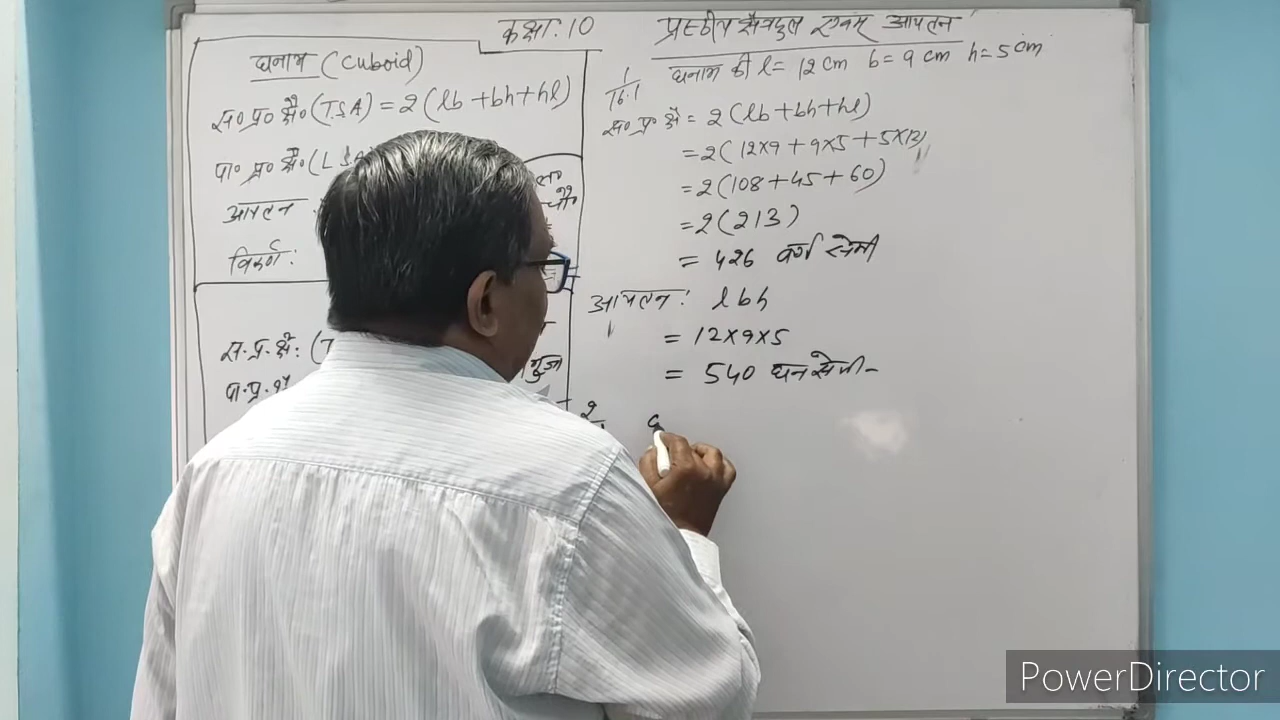 कक्षा: 10
घनाभ (Cuboid)
स० प्र० क्षे० (T.S.A) = 2 (lb + bh + hl)
पा० प्र० क्षे० (L S
आयतन :
विकर्ण :
स. प्र. क्षे : (T
भुजा
पा. प्र.
पृष्ठीय क्षेत्रफल एवम् आयतन
1/16.1 घनाभ की l = 12 cm b = 9 cm h = 5 cm
स० प्र० क्षे = 2 (lb + bh + hl)
= 2 (12×9 + 9×5 + 5×12)
= 2 (108 + 45 + 60)
= 2 (213)
= 426 वर्ग सेमी
आयतन : l b h
= 12×9×5
= 540 घन सेमी-
2
PowerDirector